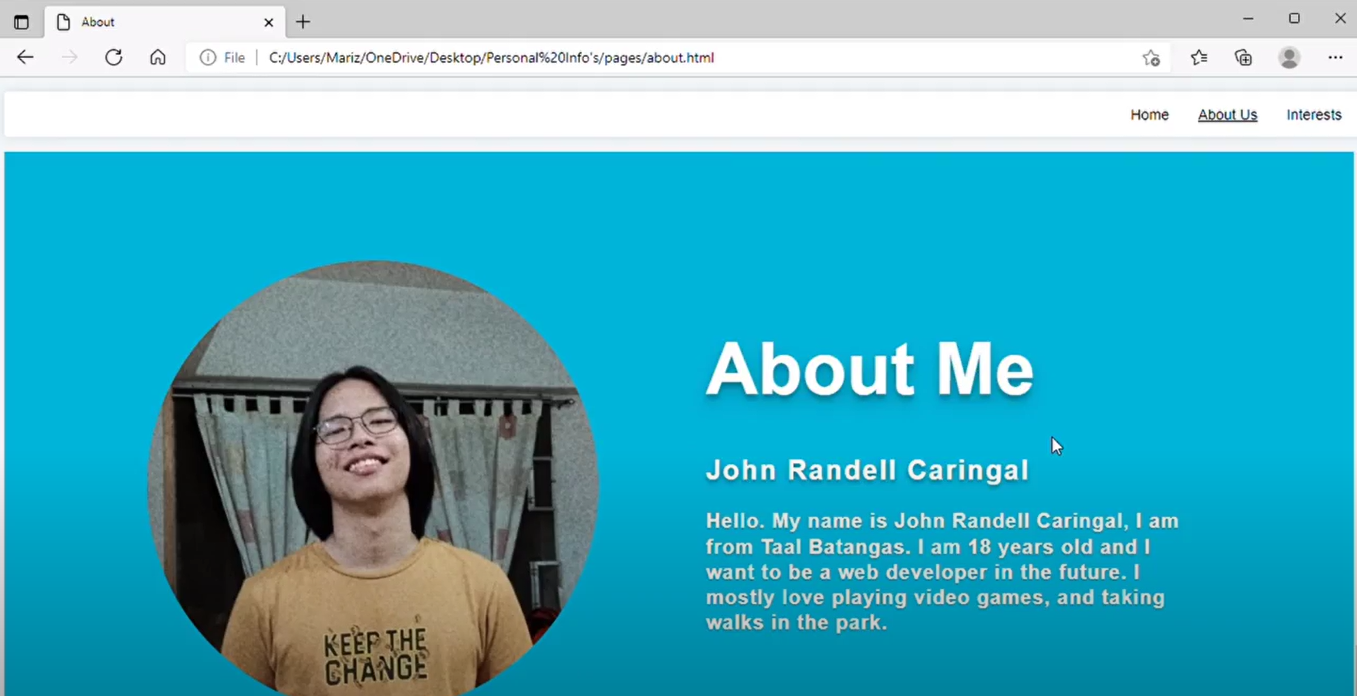 About
File
C:/Users/Mariz/OneDrive/Desktop/Personal%20Info's/pages/about.html
Home
About Us
Interests
About Me
John Randell Caringal
Hello. My name is John Randell Caringal, I am
from Taal Batangas. I am 18 years old and I
want to be a web developer in the future. I
mostly love playing video games, and taking
walks in the park.
KEEP THE
CHANGE